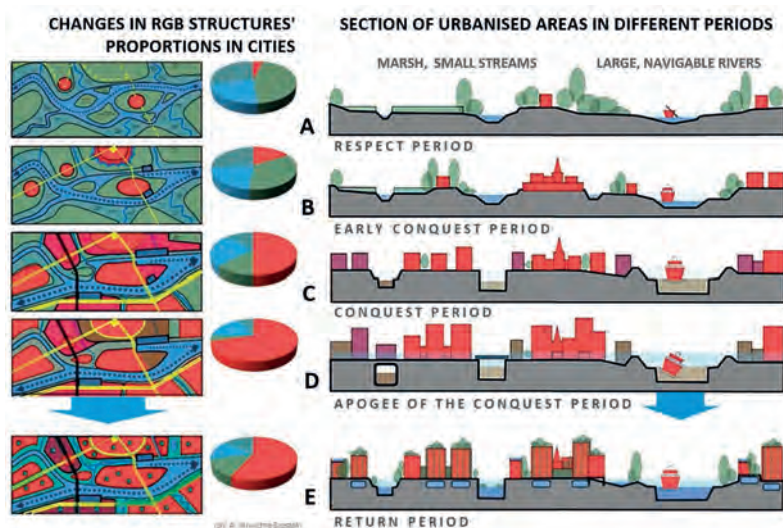 CHANGES IN RGB STRUCTURES'
PROPORTIONS IN CITIES
SECTION OF URBANISED AREAS IN DIFFERENT PERIODS
MARSH, SMALL STREAMS
LARGE, NAVIGABLE RIVERS
A
RESPECT PERIOD
B
EARLY CONQUEST PERIOD
C
CONQUEST PERIOD
D
APOGEE OF THE CONQUEST PERIOD
E
RETURN PERIOD